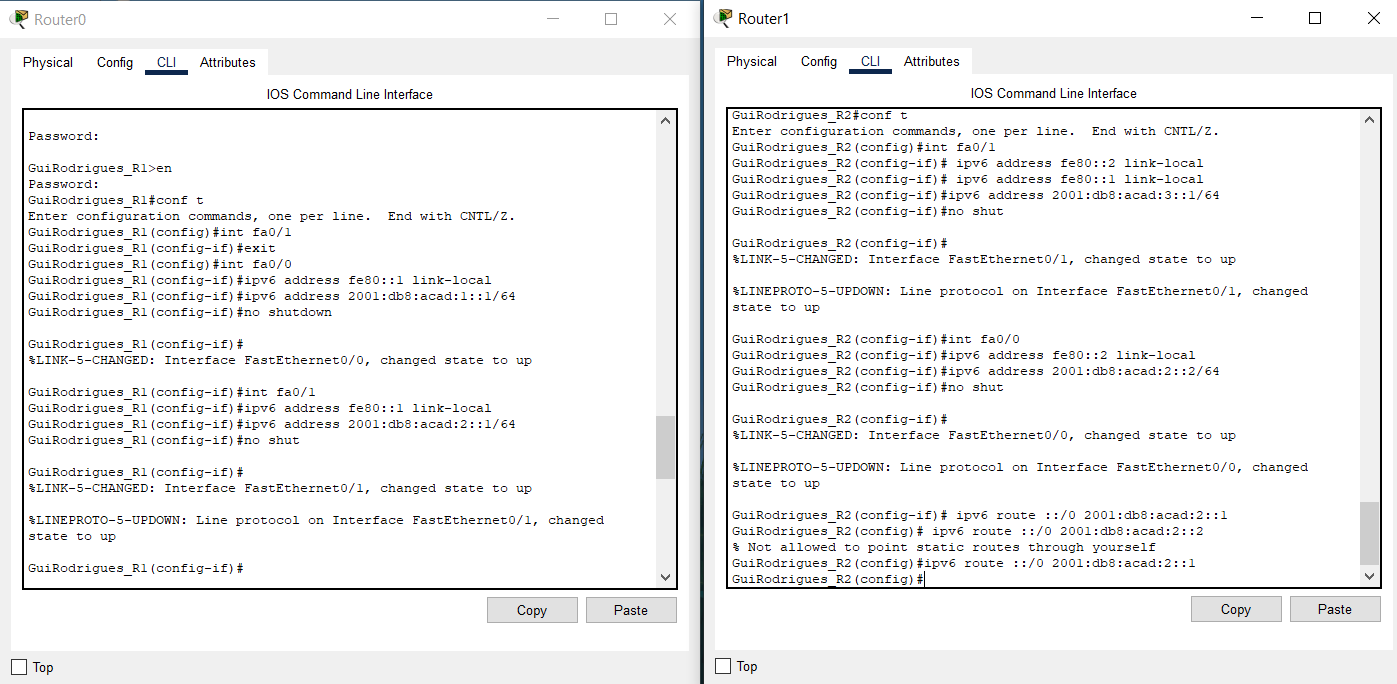 Router0
Physical Config CLI Attributes
IOS Command Line Interface
Password:
GuiRodrigues_R1>en
Password:
GuiRodrigues_R1#conf t
Enter configuration commands, one per line.  End with CNTL/Z.
GuiRodrigues_R1(config)#int fa0/1
GuiRodrigues_R1(config-if)#exit
GuiRodrigues_R1(config)#int fa0/0
GuiRodrigues_R1(config-if)#ipv6 address fe80::1 link-local
GuiRodrigues_R1(config-if)#ipv6 address 2001:db8:acad:1::1/64
GuiRodrigues_R1(config-if)#no shutdown
GuiRodrigues_R1(config-if)#
%LINK-5-CHANGED: Interface FastEthernet0/0, changed state to up
GuiRodrigues_R1(config-if)#int fa0/1
GuiRodrigues_R1(config-if)#ipv6 address fe80::1 link-local
GuiRodrigues_R1(config-if)#ipv6 address 2001:db8:acad:2::1/64
GuiRodrigues_R1(config-if)#no shut
GuiRodrigues_R1(config-if)#
%LINK-5-CHANGED: Interface FastEthernet0/1, changed state to up
%LINEPROTO-5-UPDOWN: Line protocol on Interface FastEthernet0/1, changed
state to up
GuiRodrigues_R1(config-if)#
Copy Paste
Top
Router1
Physical Config CLI Attributes
IOS Command Line Interface
GuiRodrigues_R2#conf t
Enter configuration commands, one per line.  End with CNTL/Z.
GuiRodrigues_R2(config)#int fa0/1
GuiRodrigues_R2(config-if)# ipv6 address fe80::2 link-local
GuiRodrigues_R2(config-if)# ipv6 address fe80::1 link-local
GuiRodrigues_R2(config-if)#ipv6 address 2001:db8:acad:3::1/64
GuiRodrigues_R2(config-if)#no shut
GuiRodrigues_R2(config-if)#
%LINK-5-CHANGED: Interface FastEthernet0/1, changed state to up
%LINEPROTO-5-UPDOWN: Line protocol on Interface FastEthernet0/1, changed
state to up
GuiRodrigues_R2(config-if)#int fa0/0
GuiRodrigues_R2(config-if)#ipv6 address fe80::2 link-local
GuiRodrigues_R2(config-if)#ipv6 address 2001:db8:acad:2::2/64
GuiRodrigues_R2(config-if)#no shut
GuiRodrigues_R2(config-if)#
%LINK-5-CHANGED: Interface FastEthernet0/0, changed state to up
%LINEPROTO-5-UPDOWN: Line protocol on Interface FastEthernet0/0, changed
state to up
GuiRodrigues_R2(config-if)# ipv6 route ::/0 2001:db8:acad:2::1
GuiRodrigues_R2(config)# ipv6 route ::/0 2001:db8:acad:2::2
% Not allowed to point static routes through yourself
GuiRodrigues_R2(config)#ipv6 route ::/0 2001:db8:acad:2::1
GuiRodrigues_R2(config)#
Copy Paste
Top